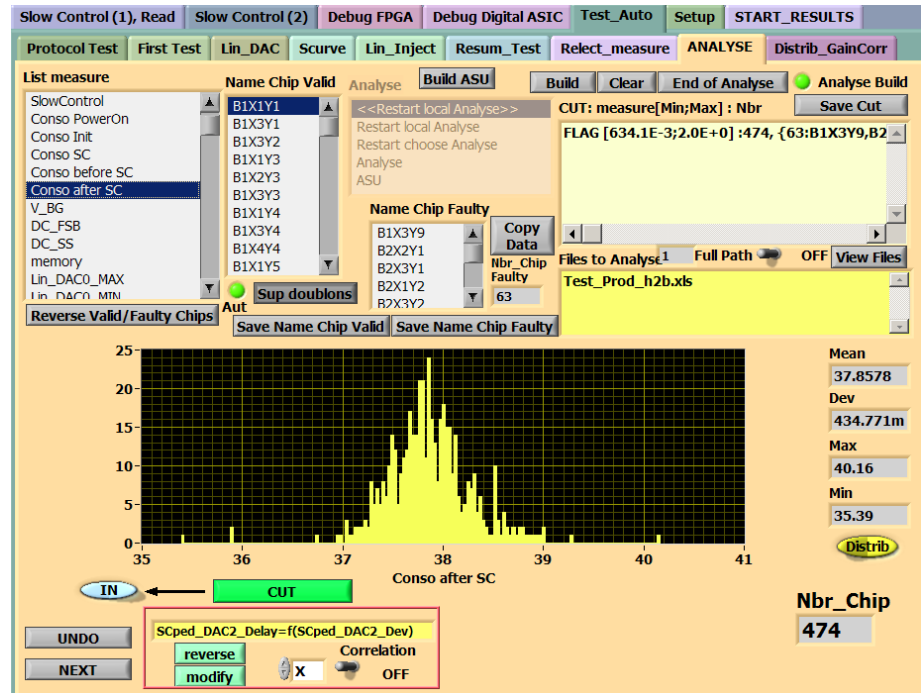 Slow Control (1), Read
Slow Control (2)
Debug FPGA
Debug Digital ASIC
Test_Auto
Setup
START_RESULTS
Protocol Test
First Test
Lin_DAC
Scurve
Lin_Inject
Resum_Test
Relect_measure
ANALYSE
Distrib_GainCorr
List measure
SlowControl
Conso PowerOn
Conso Init
Conso SC
Conso before SC
Conso after SC
V_BG
DC_FSB
DC_SS
memory
Lin_DAC0_MAX
Lin_DAC0_MIN
Reverse Valid/Faulty Chips
Name Chip Valid
B1X1Y1
B1X3Y1
B1X3Y2
B1X1Y3
B1X2Y3
B1X3Y3
B1X1Y4
B1X3Y4
B1X4Y4
B1X1Y5
Aut
Sup doublons
Save Name Chip Valid
Save Name Chip Faulty
Analyse
Build ASU
<<Restart local Analyse>>
Restart local Analyse
Restart choose Analyse
Analyse
ASU
Name Chip Faulty
B1X3Y9
B2X2Y1
B2X3Y1
B2X1Y2
B2X3Y2
Copy
Data
Nbr_Chip
Faulty
63
Build
Clear
End of Analyse
Analyse Build
CUT: measure[Min;Max] : Nbr
Save Cut
FLAG [634.1E-3;2.0E+0] :474, {63:B1X3Y9,B2
Files to Analyse
1
Full Path
OFF
View Files
Test_Prod_h2b.xls
25
20
15
10
5
0
35
36
37
38
39
40
41
Conso after SC
Mean
37.8578
Dev
434.771m
Max
40.16
Min
35.39
Distrib
IN
CUT
Nbr_Chip
474
UNDO
NEXT
SCped_DAC2_Delay=f(SCped_DAC2_Dev)
reverse
modify
X
Correlation
OFF